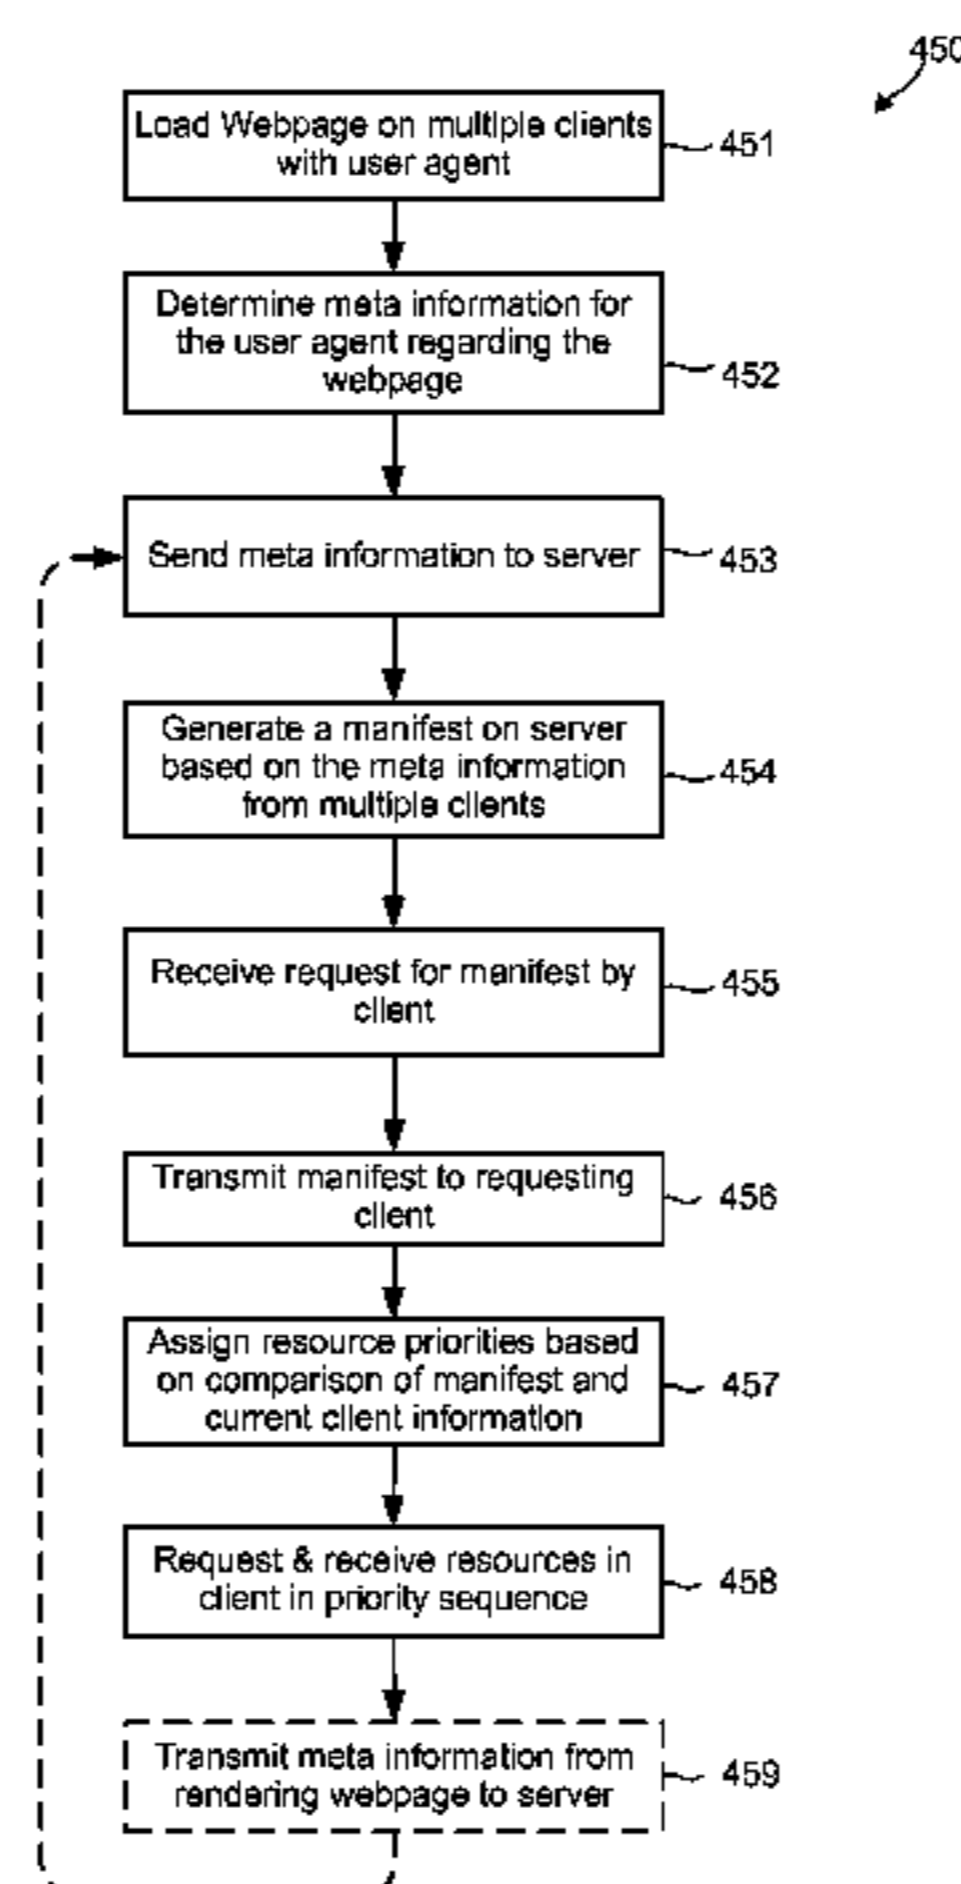 450
Load Webpage on multiple clients
with user agent
451
Determine meta information for
the user agent regarding the
webpage
452
Send meta information to server
453
Generate a manifest on server
based on the meta information
from multiple clients
454
Receive request for manifest by
client
455
Transmit manifest to requesting
client
456
Assign resource priorities based
on comparison of manifest and
current client information
457
Request & receive resources in
client in priority sequence
458
Transmit meta information from
rendering webpage to server
459